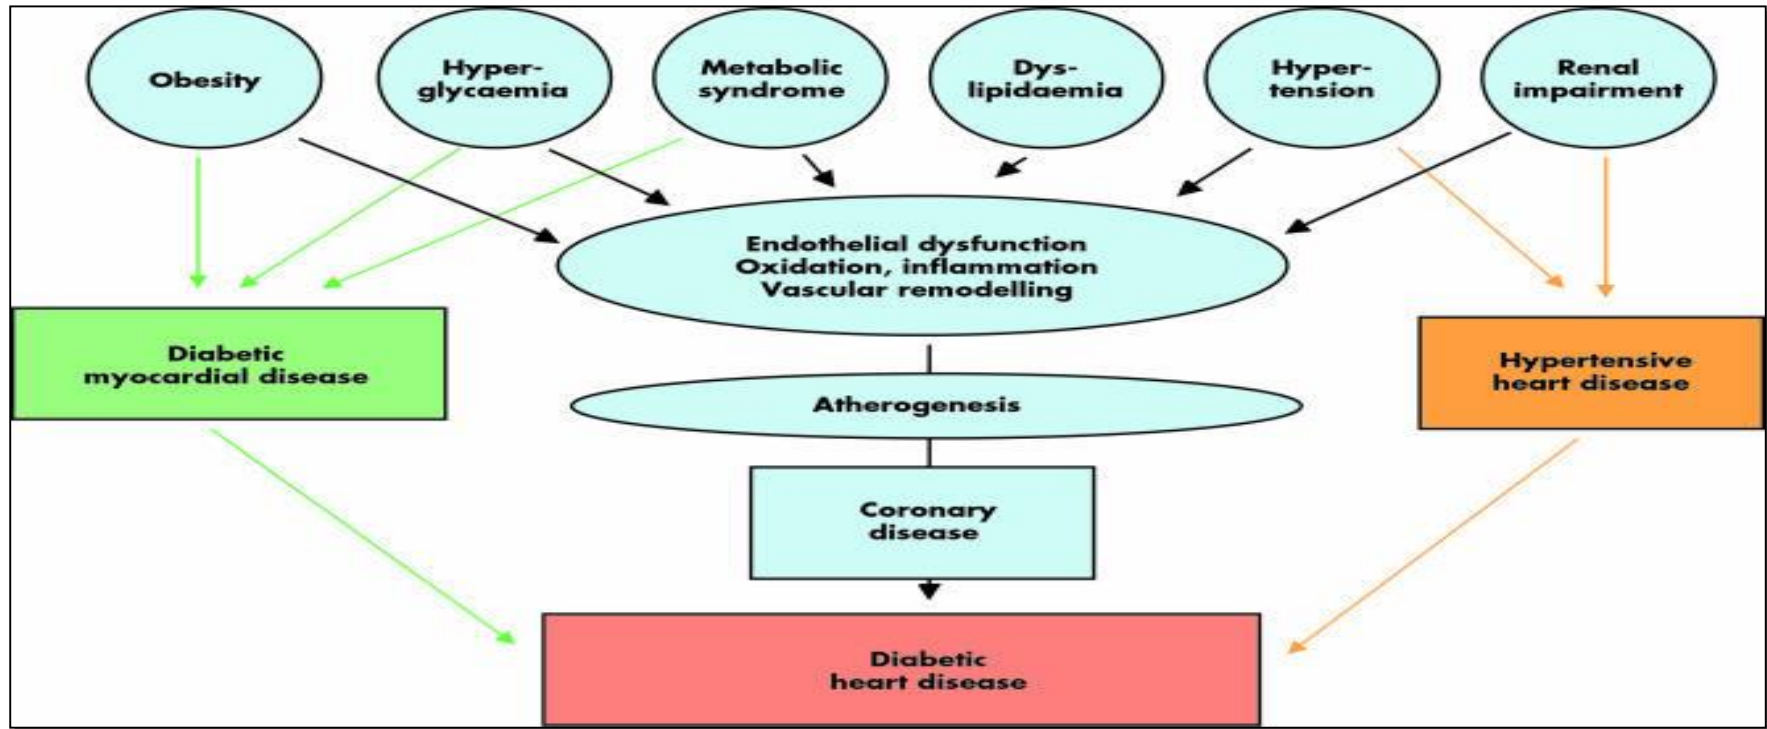 Obesity
Hyper-
glycaemia
Metabolic
syndrome
Dys-
lipidaemia
Hyper-
tension
Renal
impairment
Endothelial dysfunction
Oxidation, inflammation
Vascular remodelling
Diabetic
myocardial disease
Hypertensive
heart disease
Atherogenesis
Coronary
disease
Diabetic
heart disease